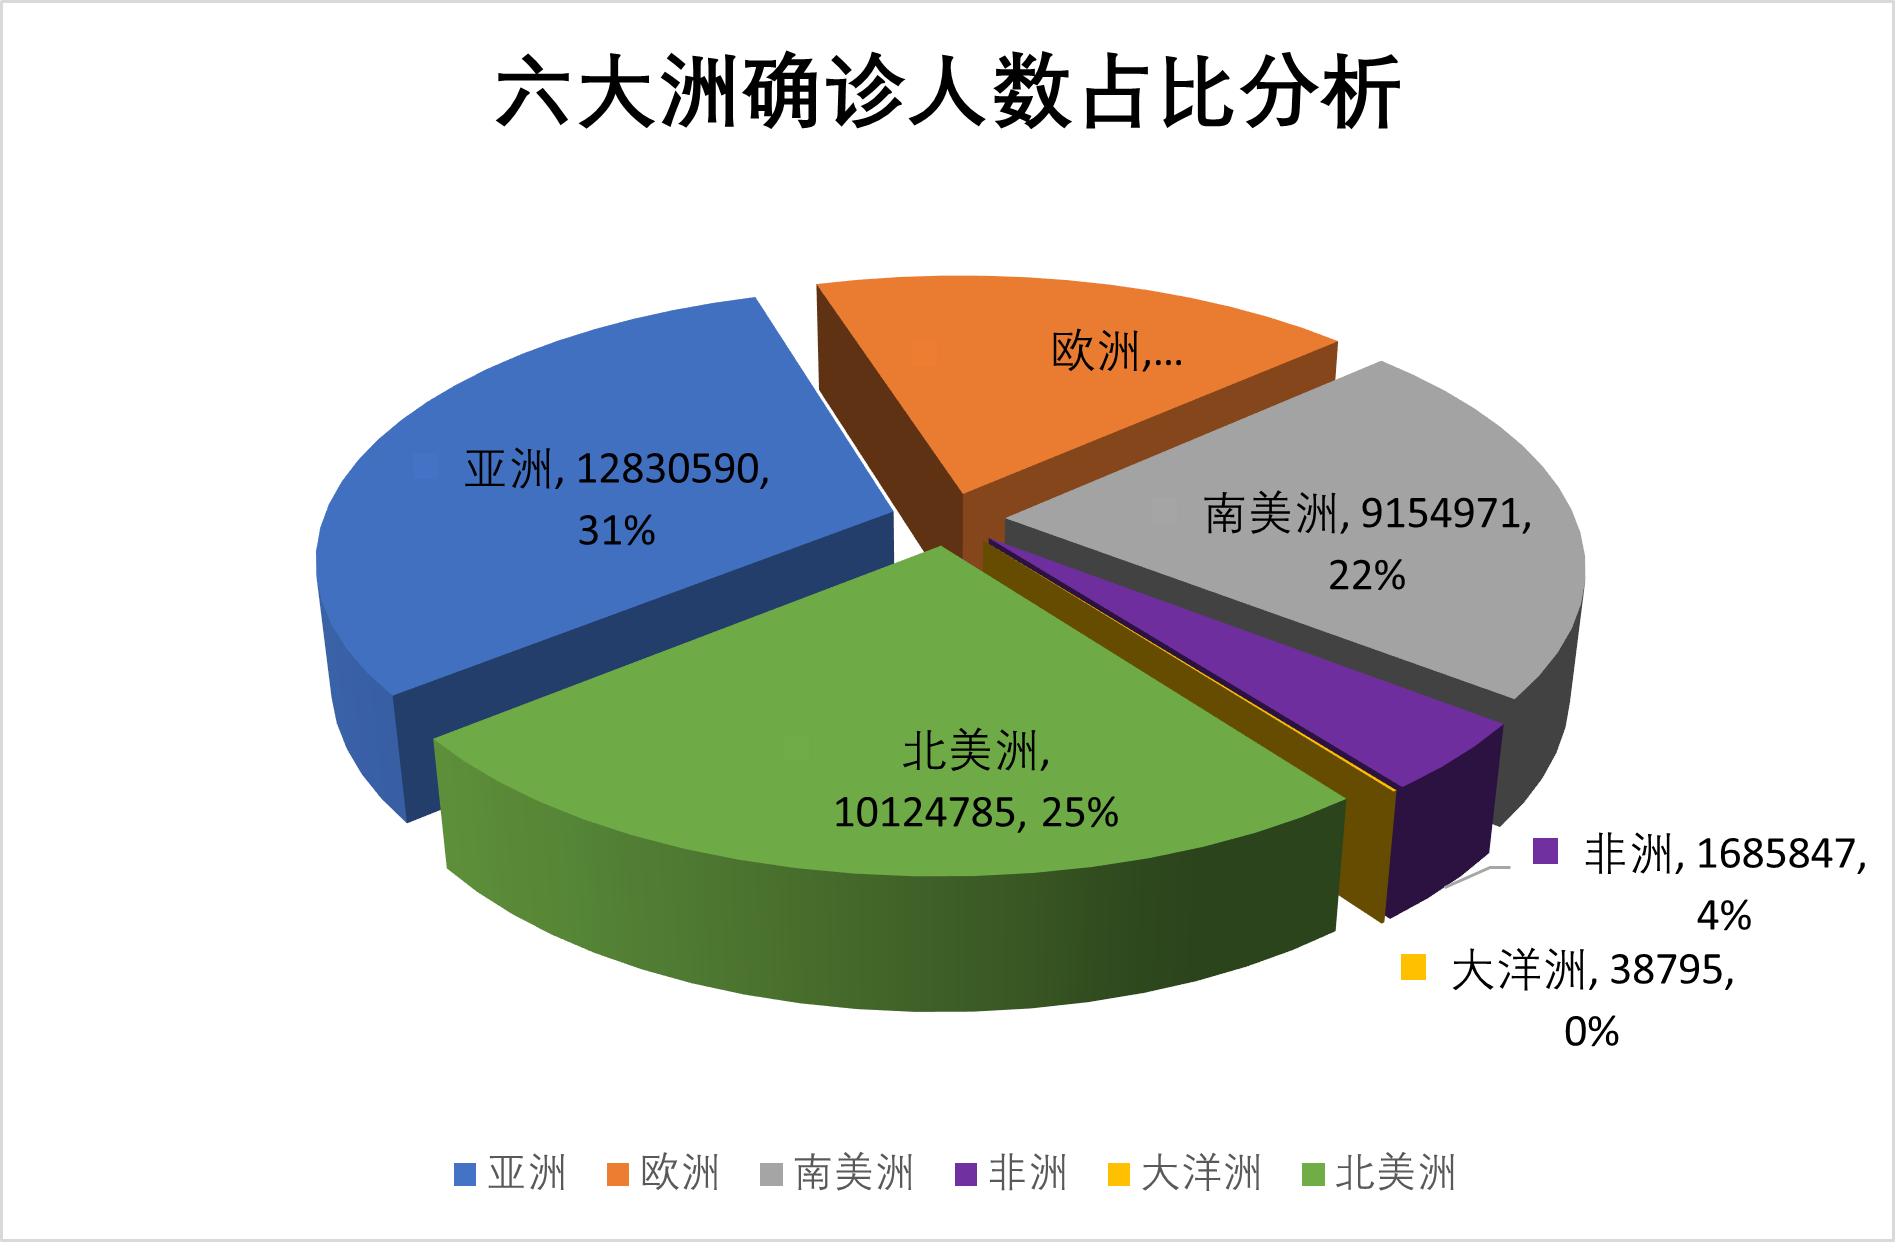 六大洲确诊人数占比分析
欧洲,...
亚洲, 12830590,
31%
南美洲, 9154971,
22%
北美洲,
10124785, 25%
非洲, 1685847,
4%
大洋洲, 38795,
0%
亚洲 欧洲 南美洲 非洲 大洋洲 北美洲